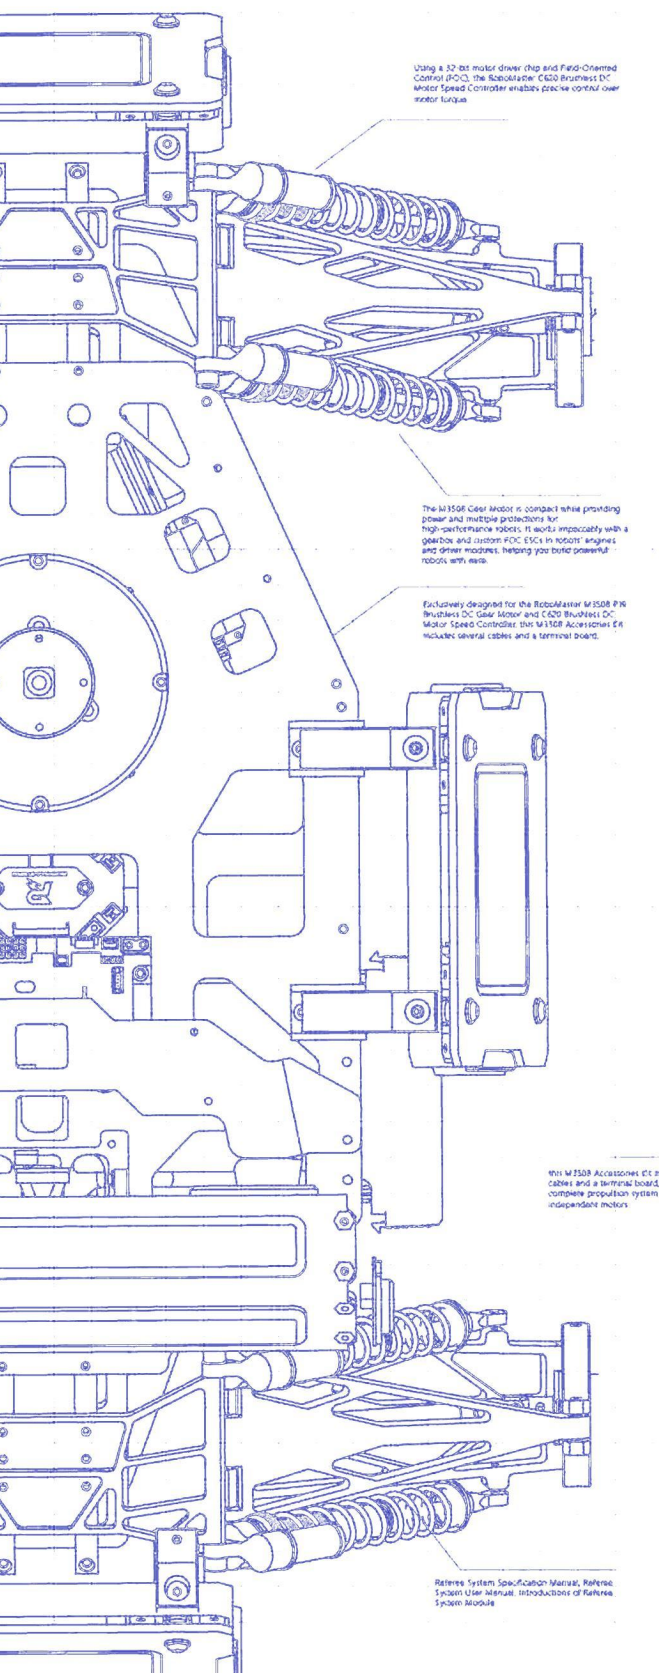 Using a 32-bit motor driver chip and Field-Oriented
Control (FOC), the RoboMaster C620 Brushless DC
Motor Speed Controller enables precise control over
motor torque.
The M3508 Gear Motor is compact while providing
power and multiple protections for
high-performance robots. It works impeccably with a
gearbox and custom FOC ESCs in robots' engines
and driver modules, helping you build powerful
robots with ease.
Exclusively designed for the RoboMaster M3508 P19
Brushless DC Gear Motor and C620 Brushless DC
Motor Speed Controller, this M3508 Accessories Kit
includes several cables and a terminal board.
this M3508 Accessories Kit
cables and a terminal board,
complete propulsion system
independent motors
Referee System Specification Manual, Referee
System User Manual, Introductions of Referee
System Module